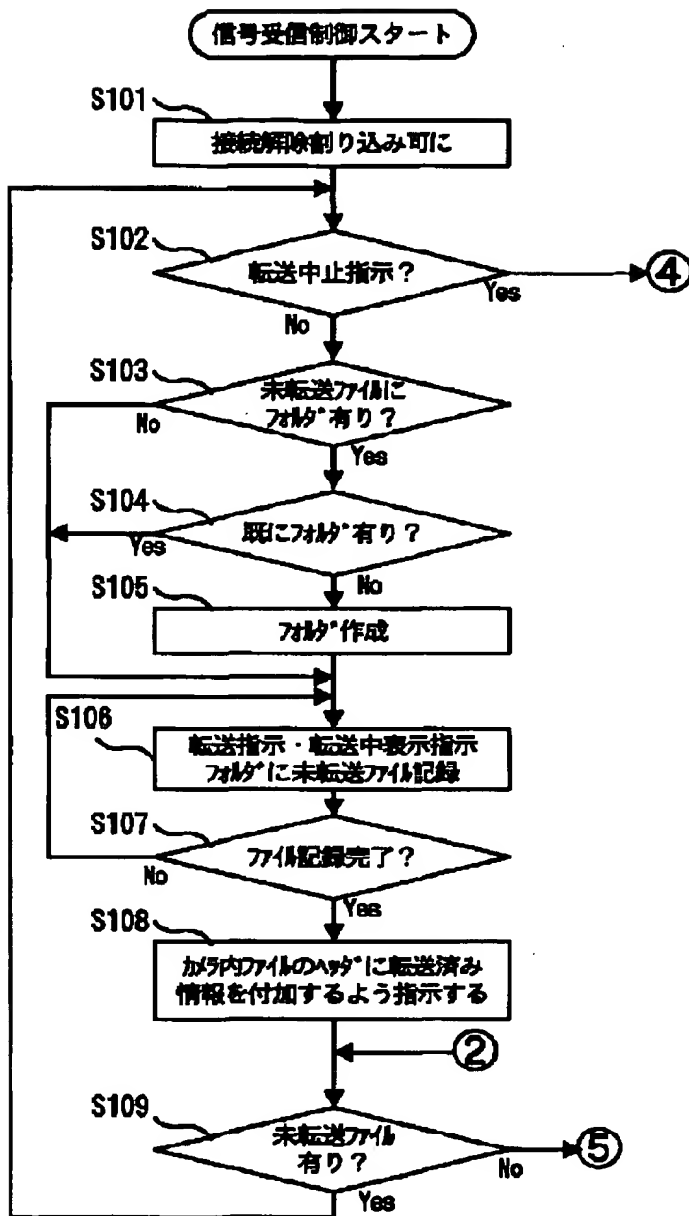 信号受信制御スタート
S101
接続解除割り込み可に
S102
転送中止指示？
Yes
④
No
S103
未転送ファイルに
フォルダ有り？
No
Yes
S104
既にフォルダ有り？
Yes
No
S105
フォルダ作成
S106
転送指示・転送中表示指示
フォルダに未転送ファイル記録
S107
ファイル記録完了？
No
Yes
S108
カメラ内ファイルのヘッダに転送済み
情報を付加するよう指示する
②
S109
未転送ファイル
有り？
No
⑤
Yes